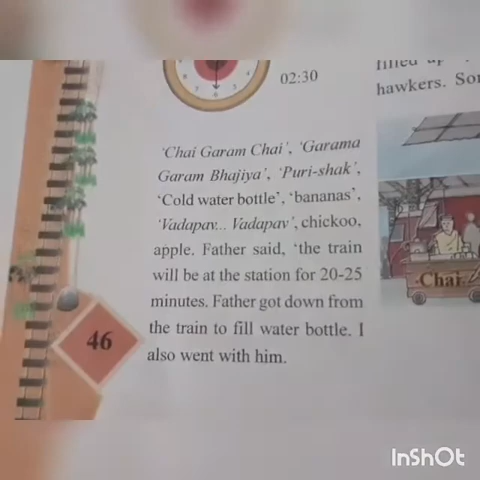 02:30
filled up
hawkers.
'Chai Garam Chai', 'Garama
Garam Bhajiya', 'Puri-shak',
'Cold water bottle', 'bananas',
'Vadapav... Vadapav', chickoo,
apple. Father said, 'the train
will be at the station for 20-25
minutes. Father got down from
the train to fill water bottle. I
also went with him.
46
Chai
InShOt